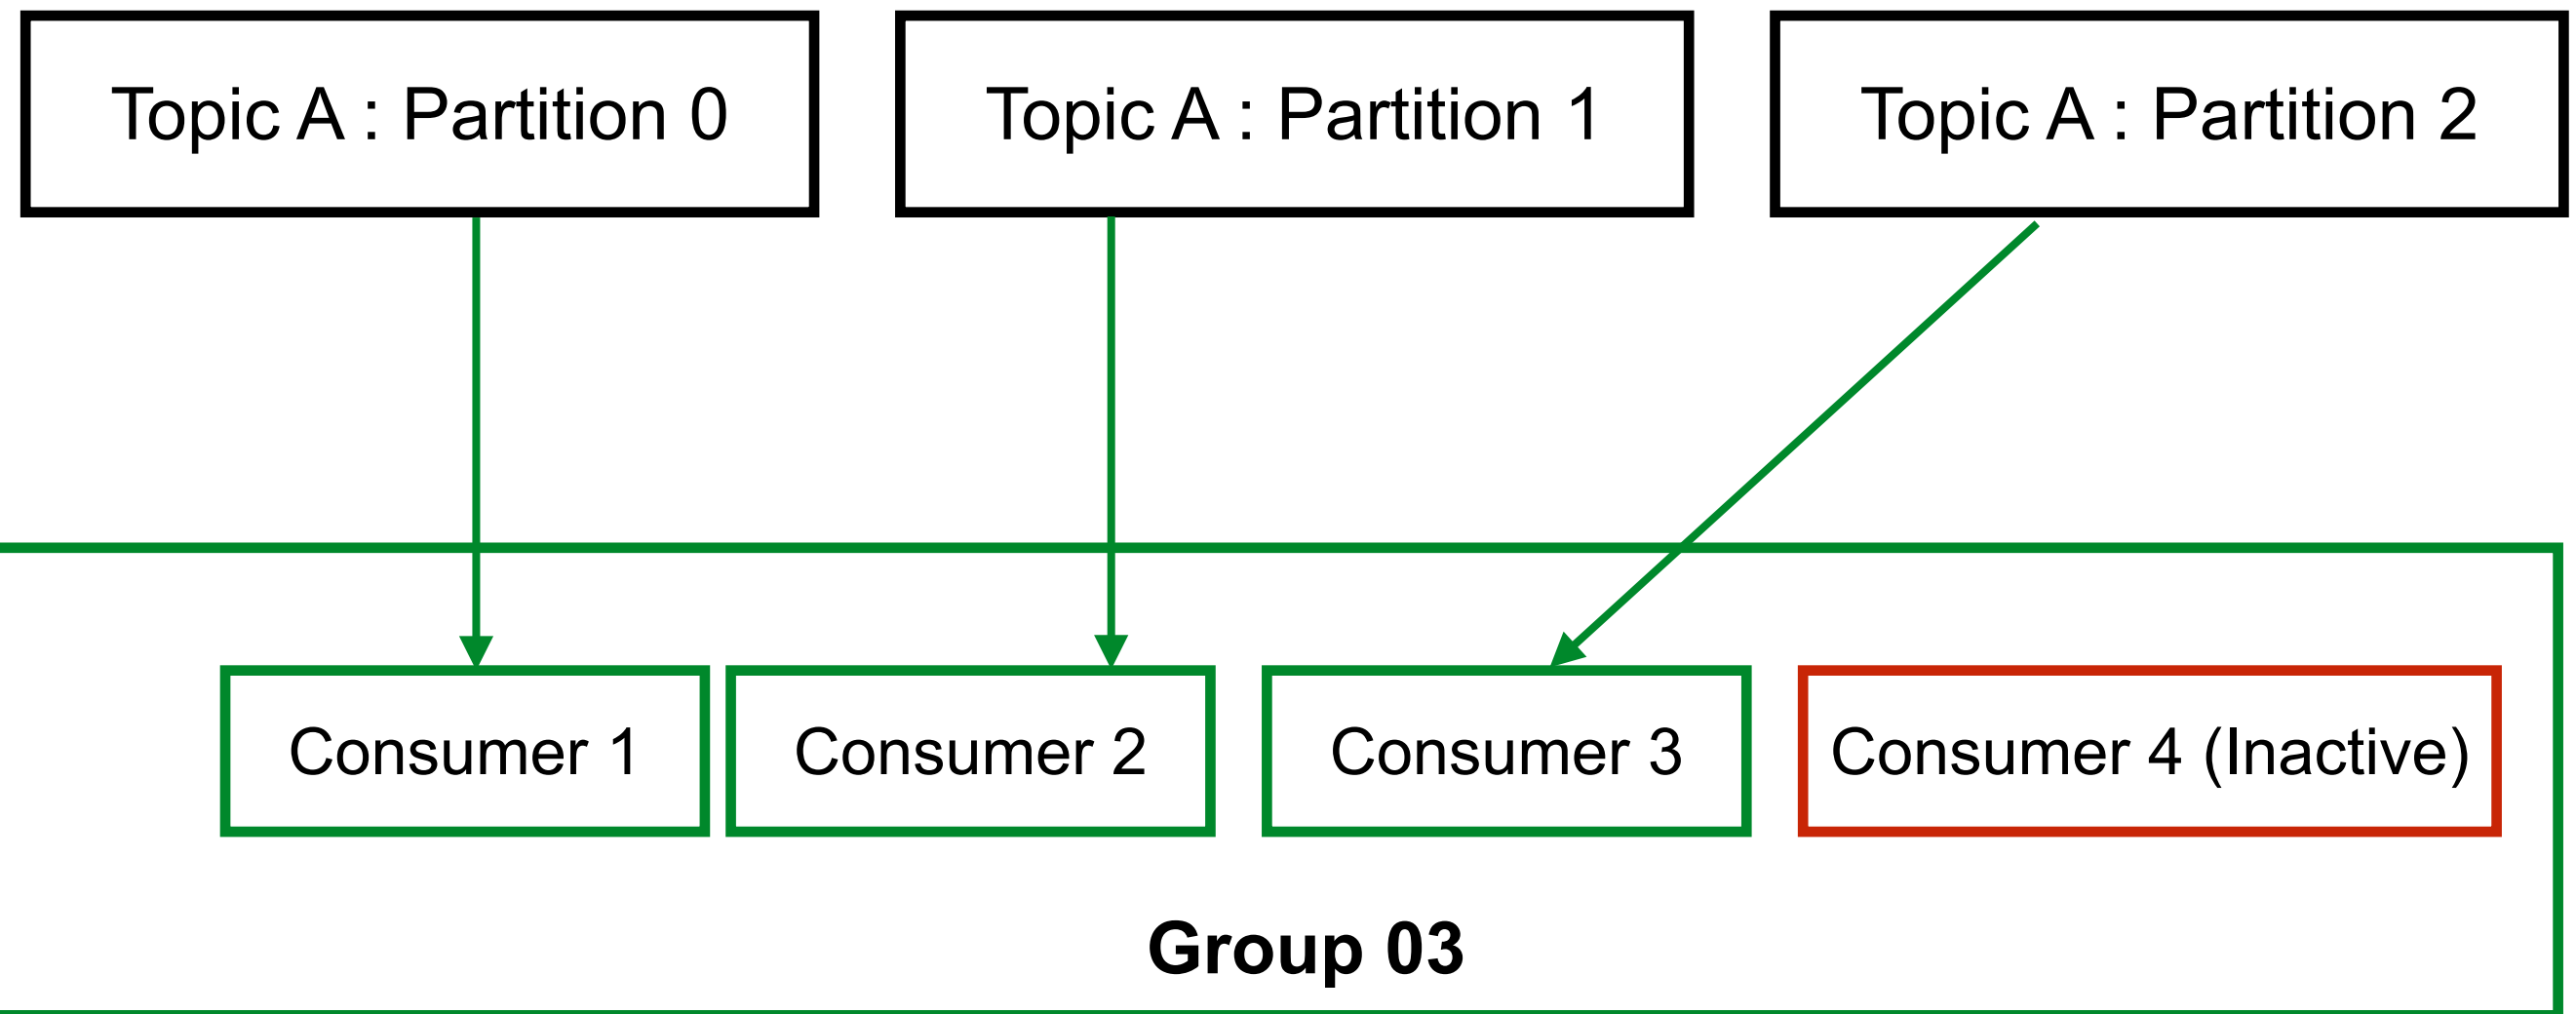 Topic A : Partition 0
Topic A : Partition 1
Topic A : Partition 2
Consumer 1
Consumer 2
Consumer 3
Consumer 4 (Inactive)
Group 03